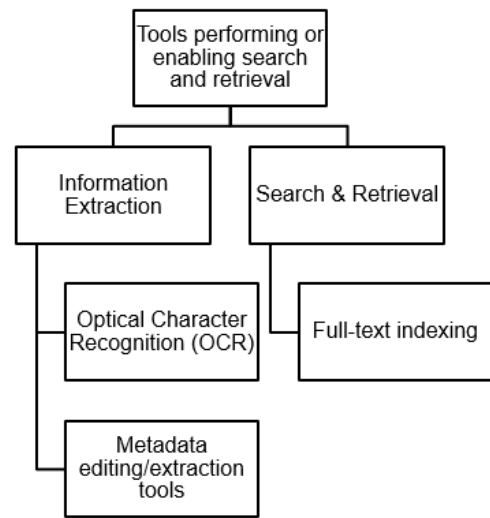 Tools performing or
enabling search
and retrieval
Information
Extraction
Search & Retrieval
Optical Character
Recognition (OCR)
Full-text indexing
Metadata
editing/extraction
tools